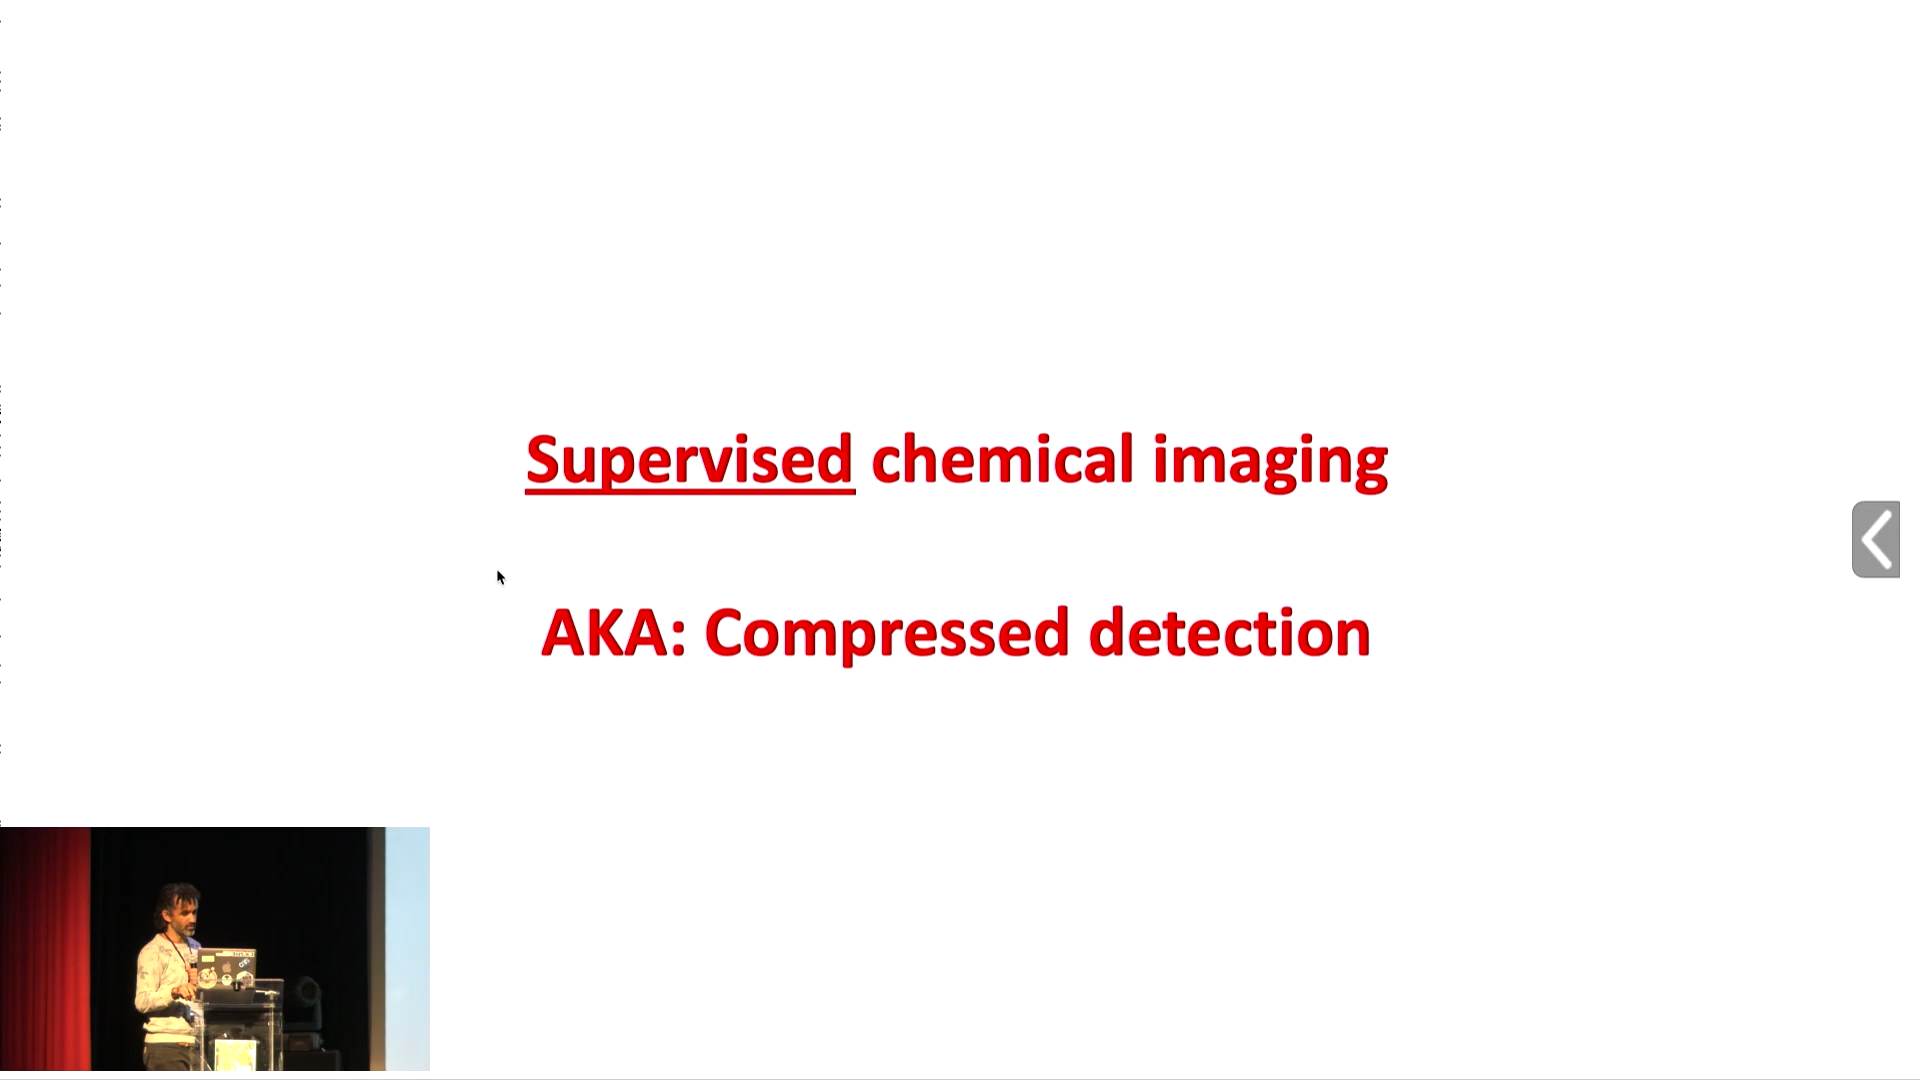 Supervised chemical imaging
AKA: Compressed detection